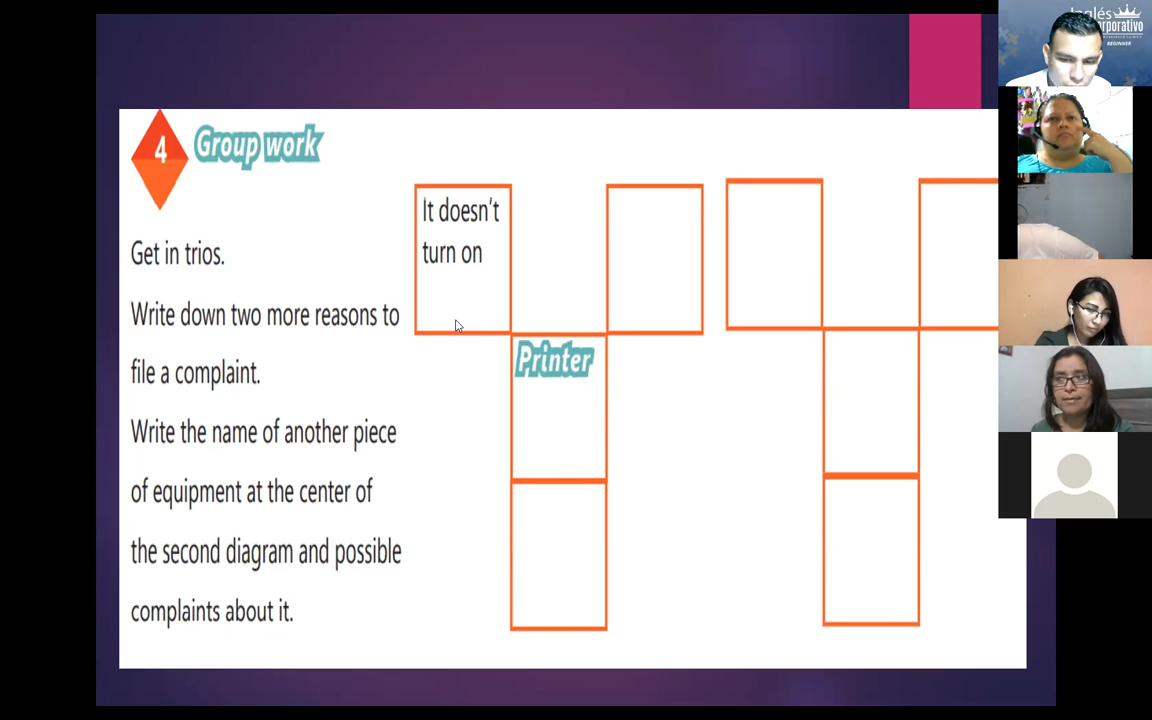 4
Group work
Get in trios.
Write down two more reasons to
file a complaint.
Write the name of another piece
of equipment at the center of
the second diagram and possible
complaints about it.
It doesn't
turn on
Printer
Inglés
BEGINNER